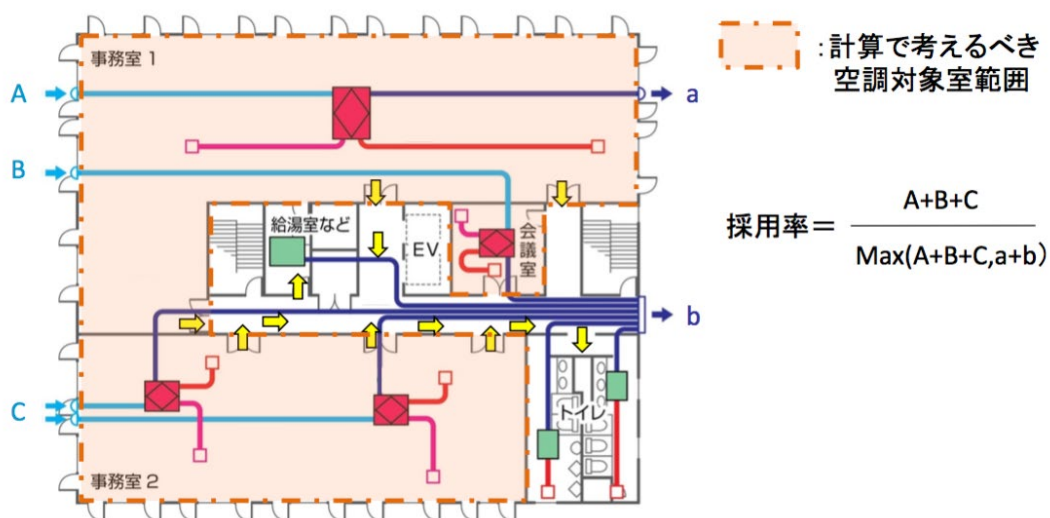 事務室1
:計算で考えるべき
空調対象室範囲
A
a
B
給湯室など
EV
会議室
採用率=
A+B+C
Max(A+B+C,a+b)
b
C
トイレ
事務室2